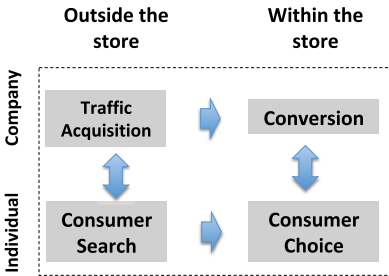 Outside the
store
Within the
store
Company
Traffic
Acquisition
Conversion
Individual
Consumer
Search
Consumer
Choice